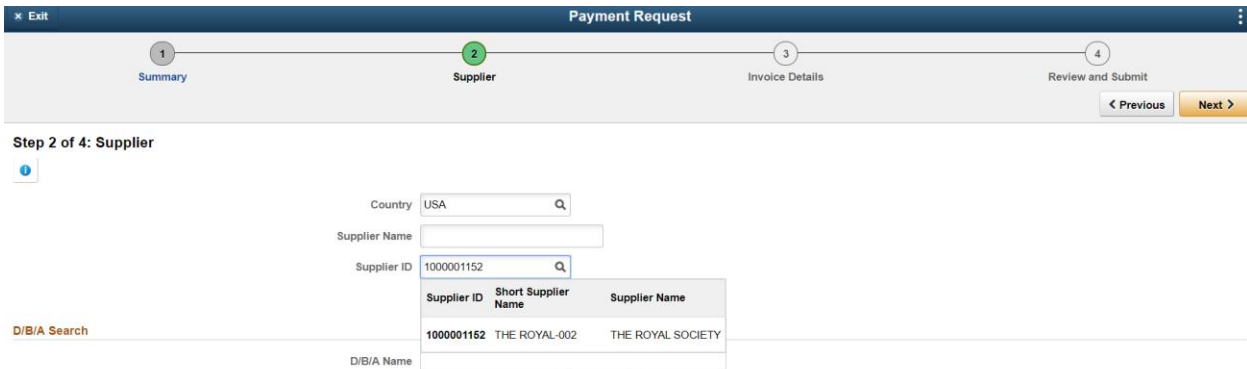 × Exit
Payment Request
1
2
3
4
Summary
Supplier
Invoice Details
Review and Submit
Previous
Next
Step 2 of 4: Supplier
Country USA
Supplier Name
Supplier ID 1000001152
Supplier ID Short Supplier Name Supplier Name
1000001152 THE ROYAL-002 THE ROYAL SOCIETY
D/B/A Search
D/B/A Name